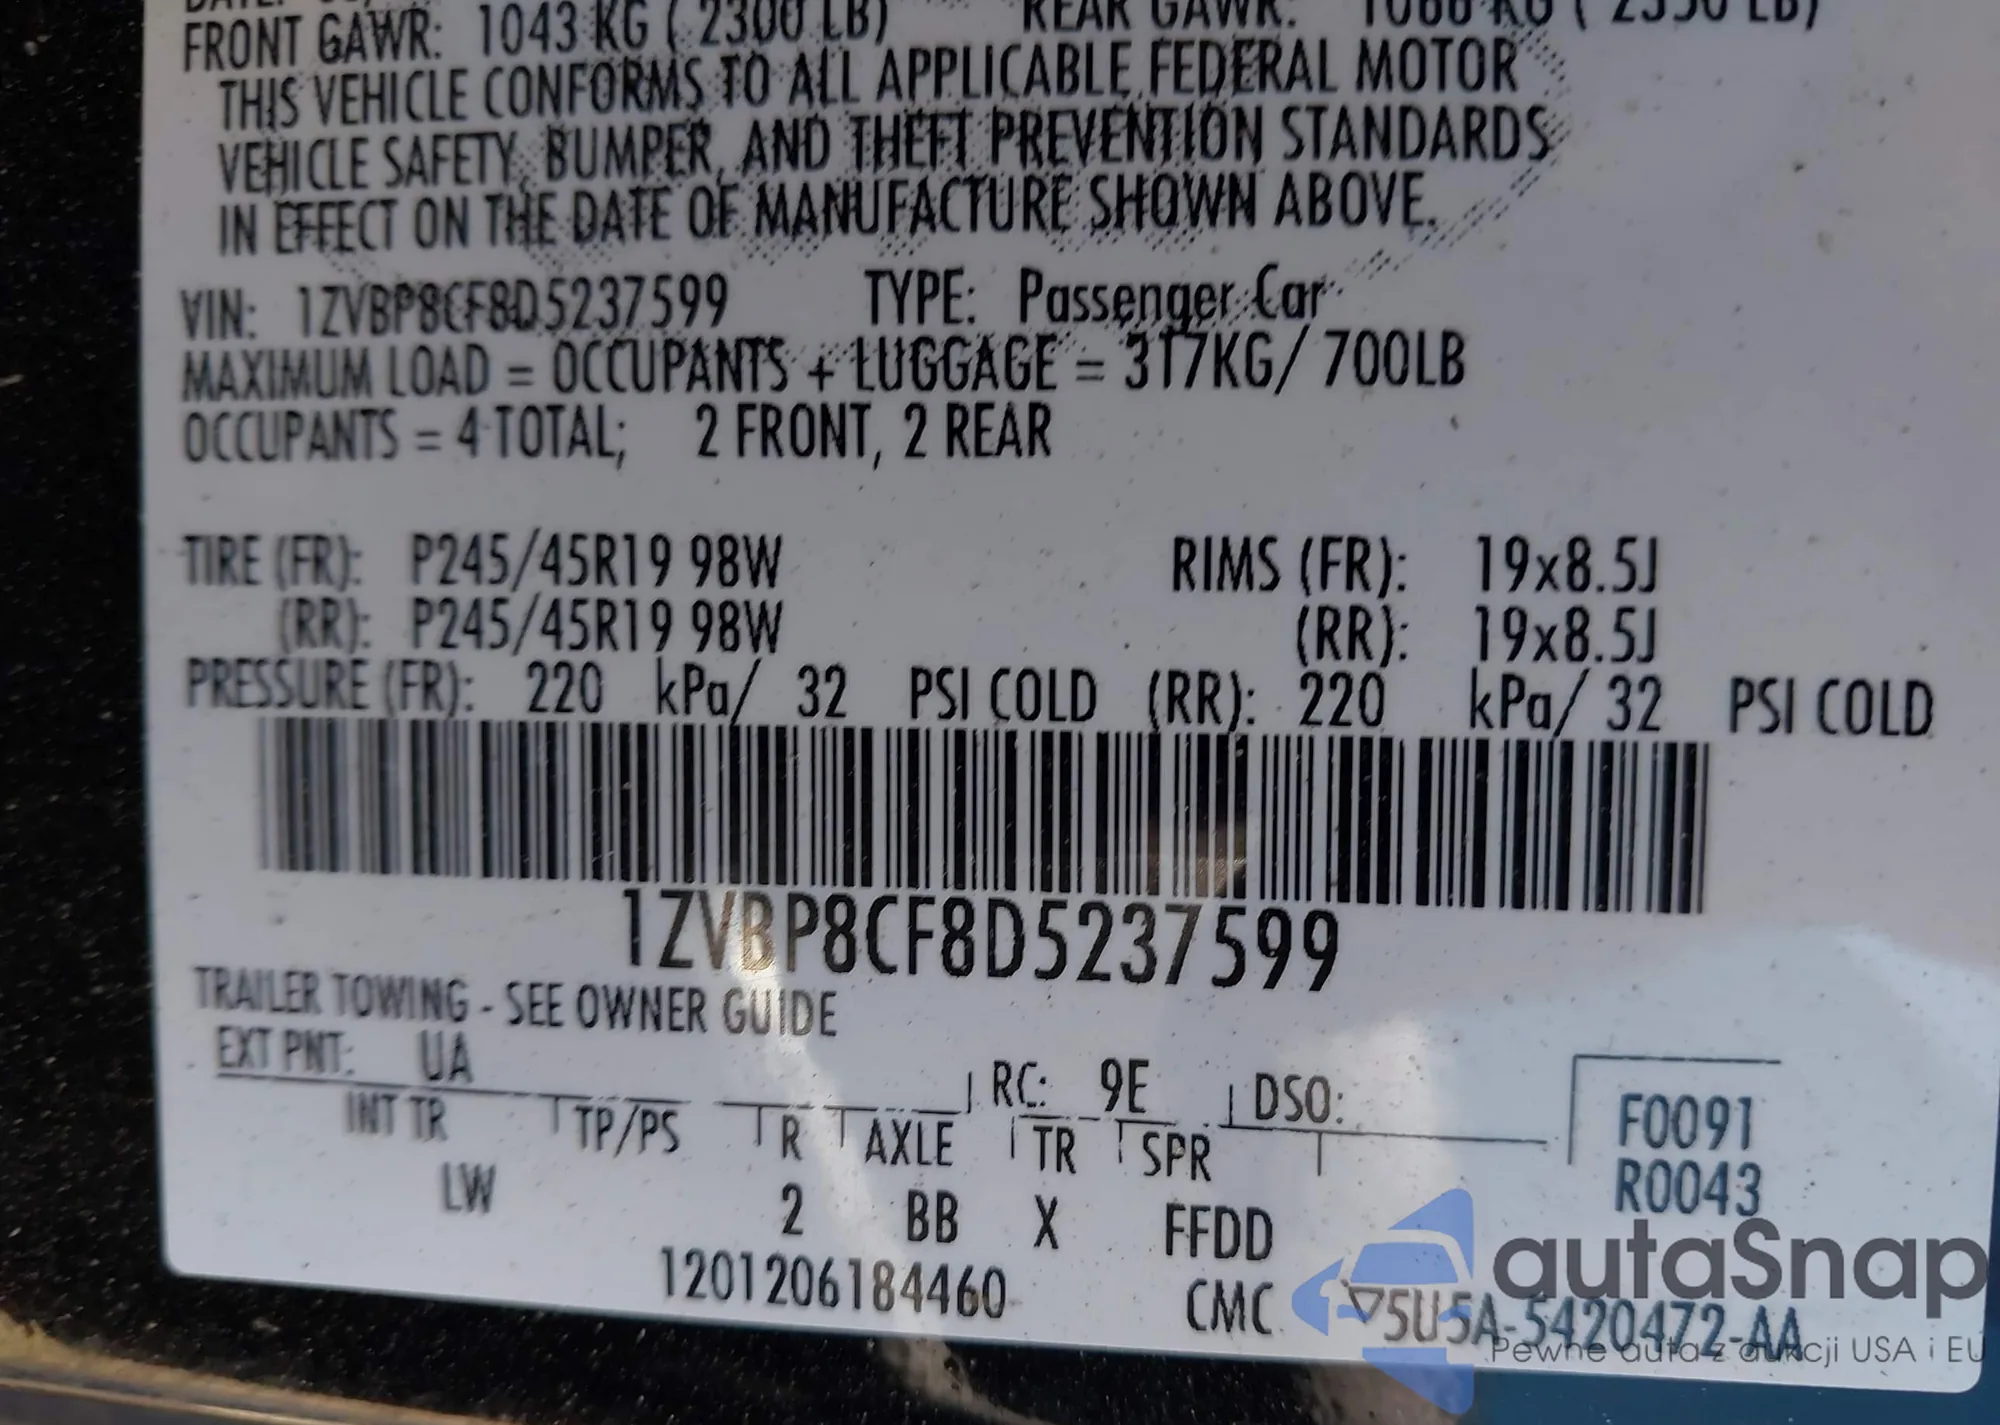 FRONT GAWR: 1043 KG ( 2300 LB) REAR GAWR: 1066 KG ( 2350 LB)
THIS VEHICLE CONFORMS TO ALL APPLICABLE FEDERAL MOTOR
VEHICLE SAFETY, BUMPER, AND THEFT PREVENTION STANDARDS
IN EFFECT ON THE DATE OF MANUFACTURE SHOWN ABOVE.
VIN: 1ZVBP8CF8D5237599 TYPE: Passenger Car
MAXIMUM LOAD = OCCUPANTS + LUGGAGE = 317KG/ 700LB
OCCUPANTS = 4 TOTAL; 2 FRONT, 2 REAR
TIRE (FR): P245/45R19 98W RIMS (FR): 19x8.5J
(RR): P245/45R19 98W (RR): 19x8.5J
PRESSURE (FR): 220 kPa/ 32 PSI COLD (RR): 220 kPa/ 32 PSI COLD
1ZVBP8CF8D5237599
TRAILER TOWING - SEE OWNER GUIDE
EXT PNT: UA RC: 9E DSO:
INT TR TP/PS R AXLE TR SPR F0091
LW 2 BB X FFDD R0043
1201206184460 CMC 5U5A-5420472-AA
autaSnap
Pewne auta z aukcji USA i EU